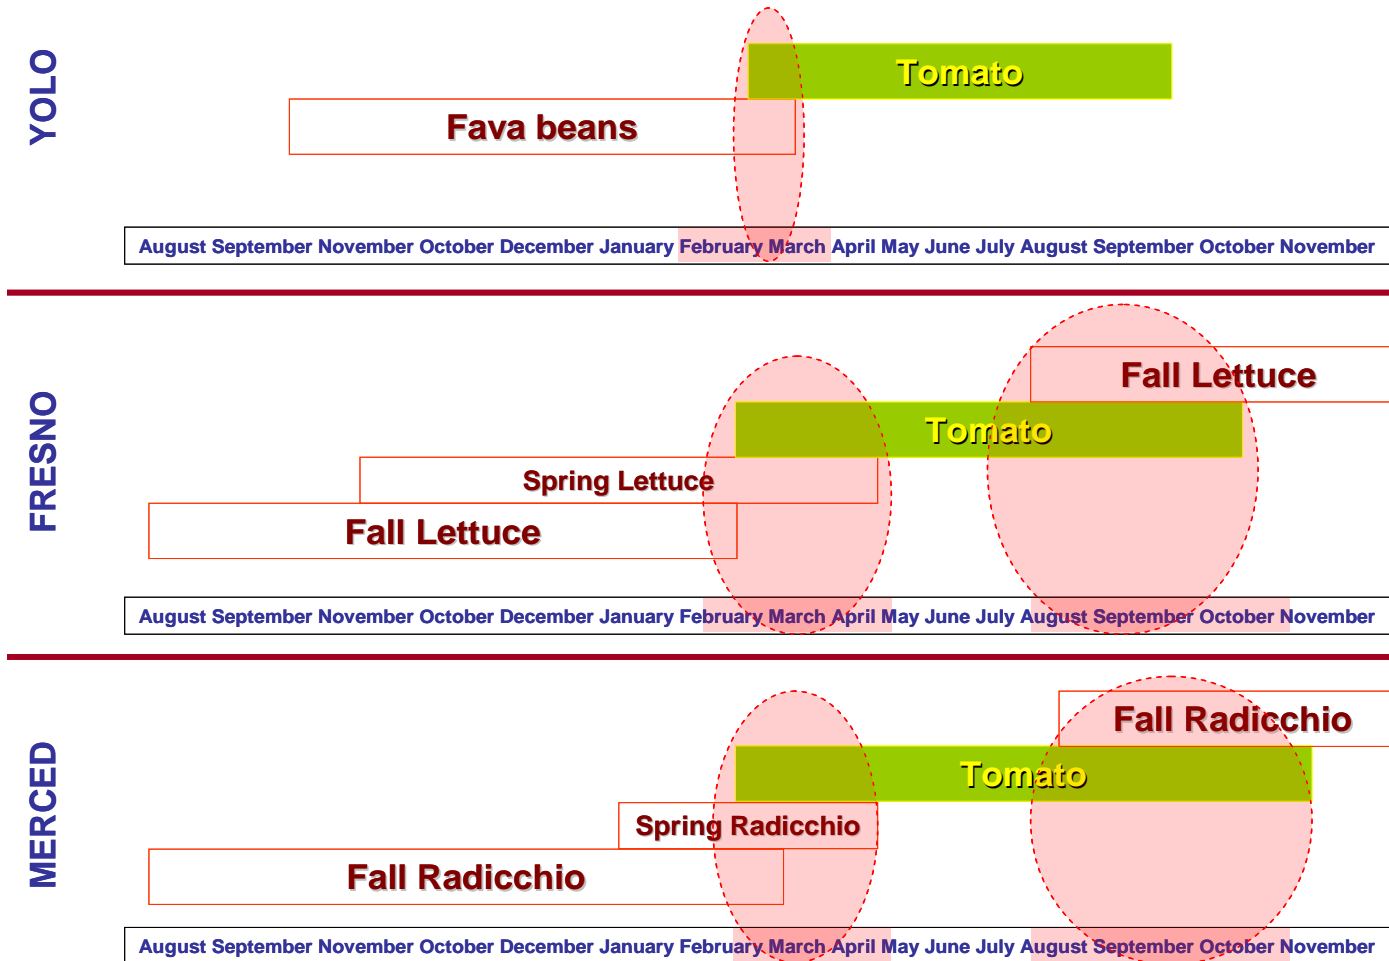 YOLO
Tomato
Fava beans
August September November October December January February March April May June July August September October November
FRESNO
Fall Lettuce
Tomato
Spring Lettuce
Fall Lettuce
August September November October December January February March April May June July August September October November
MERCED
Fall Radicchio
Tomato
Spring Radicchio
Fall Radicchio
August September November October December January February March April May June July August September October November